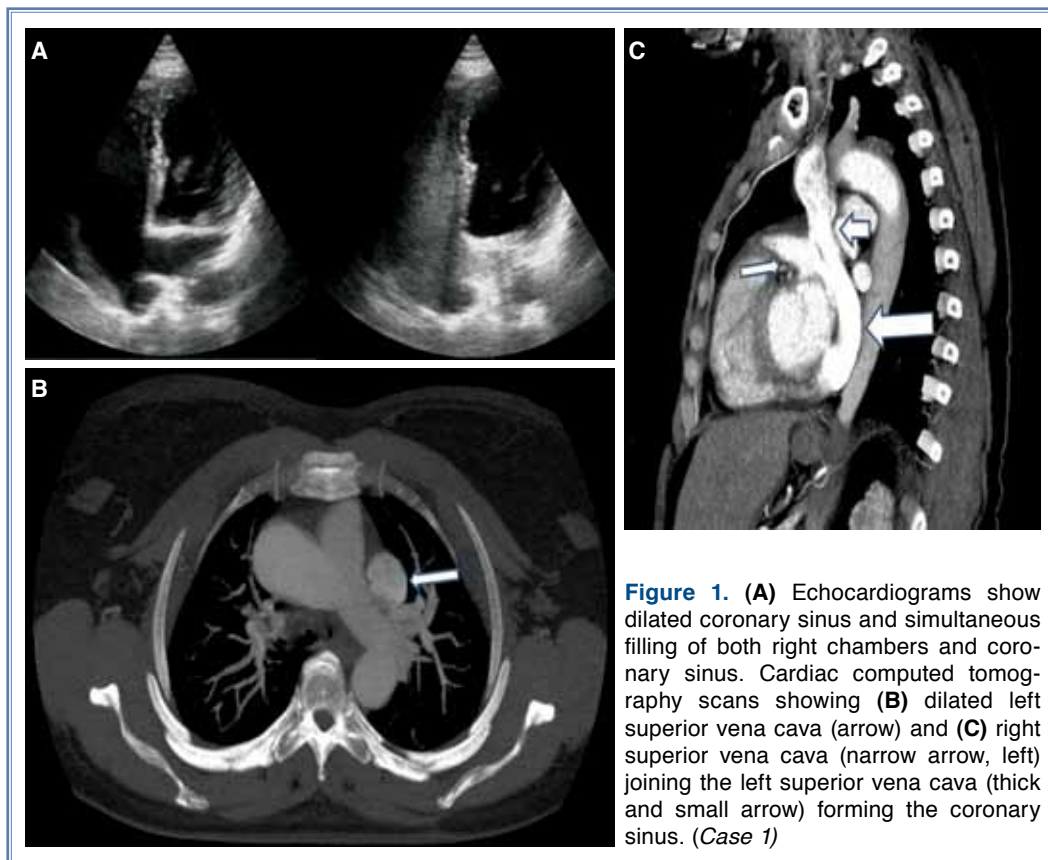 A
B
C
Figure 1. (A) Echocardiograms show
dilated coronary sinus and simultaneous
filling of both right chambers and coro-
nary sinus. Cardiac computed tomog-
raphy scans showing (B) dilated left
superior vena cava (arrow) and (C) right
superior vena cava (narrow arrow, left)
joining the left superior vena cava (thick
and small arrow) forming the coronary
sinus. (Case 1)